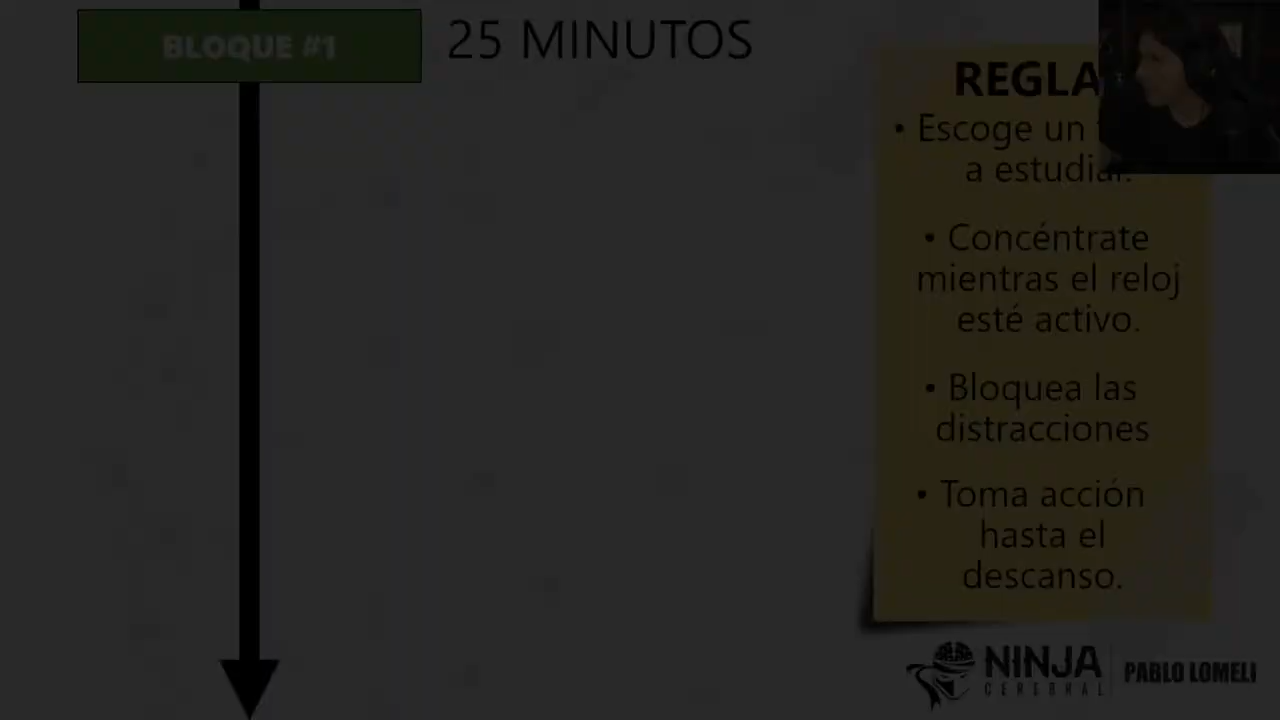 BLOQUE #1
25 MINUTOS
REGLA
• Escoge un
a estudiar.
• Concéntrate
mientras el reloj
esté activo.
• Bloquea las
distracciones
• Toma acción
hasta el
descanso.
NINJA
CEREBRAL
PABLO LOMELI